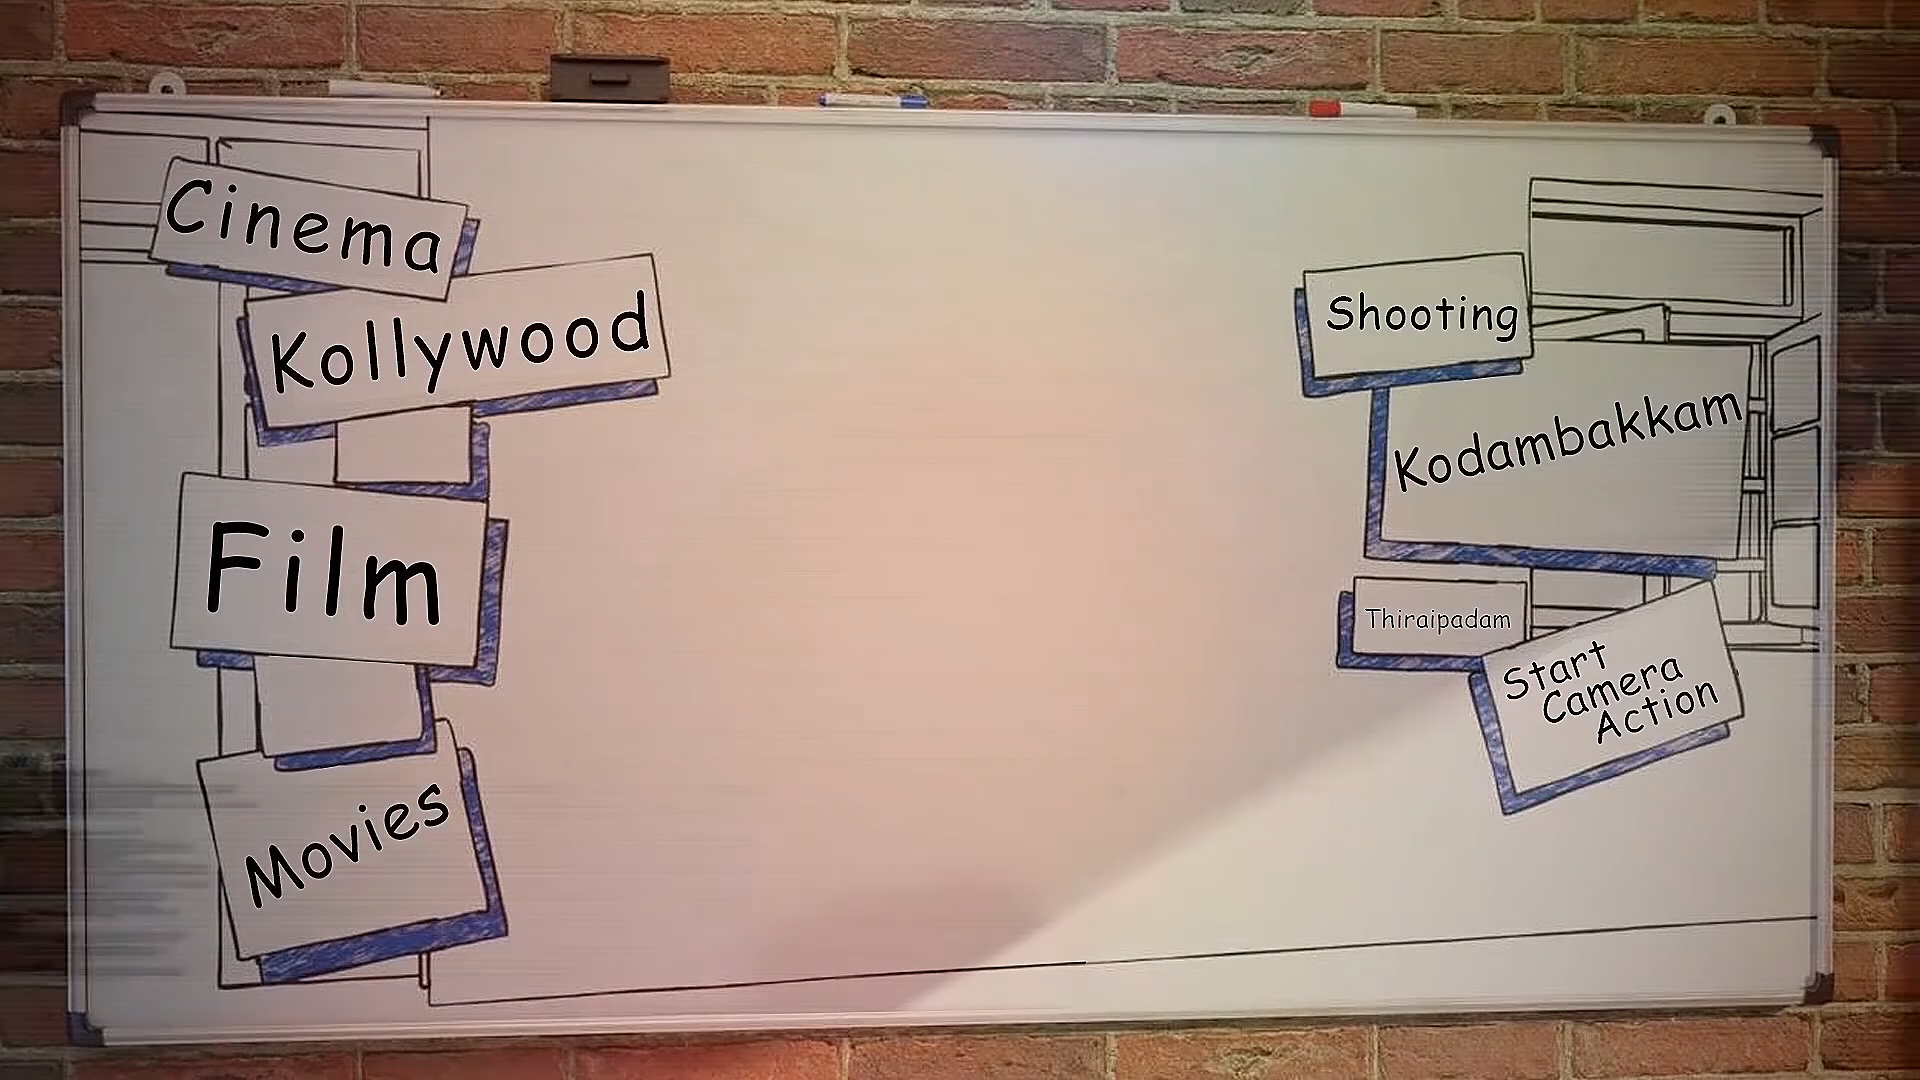 Cinema
Kollywood
Film
Movies
Shooting
Kodambakkam
Thiraipadam
Start
Camera
Action